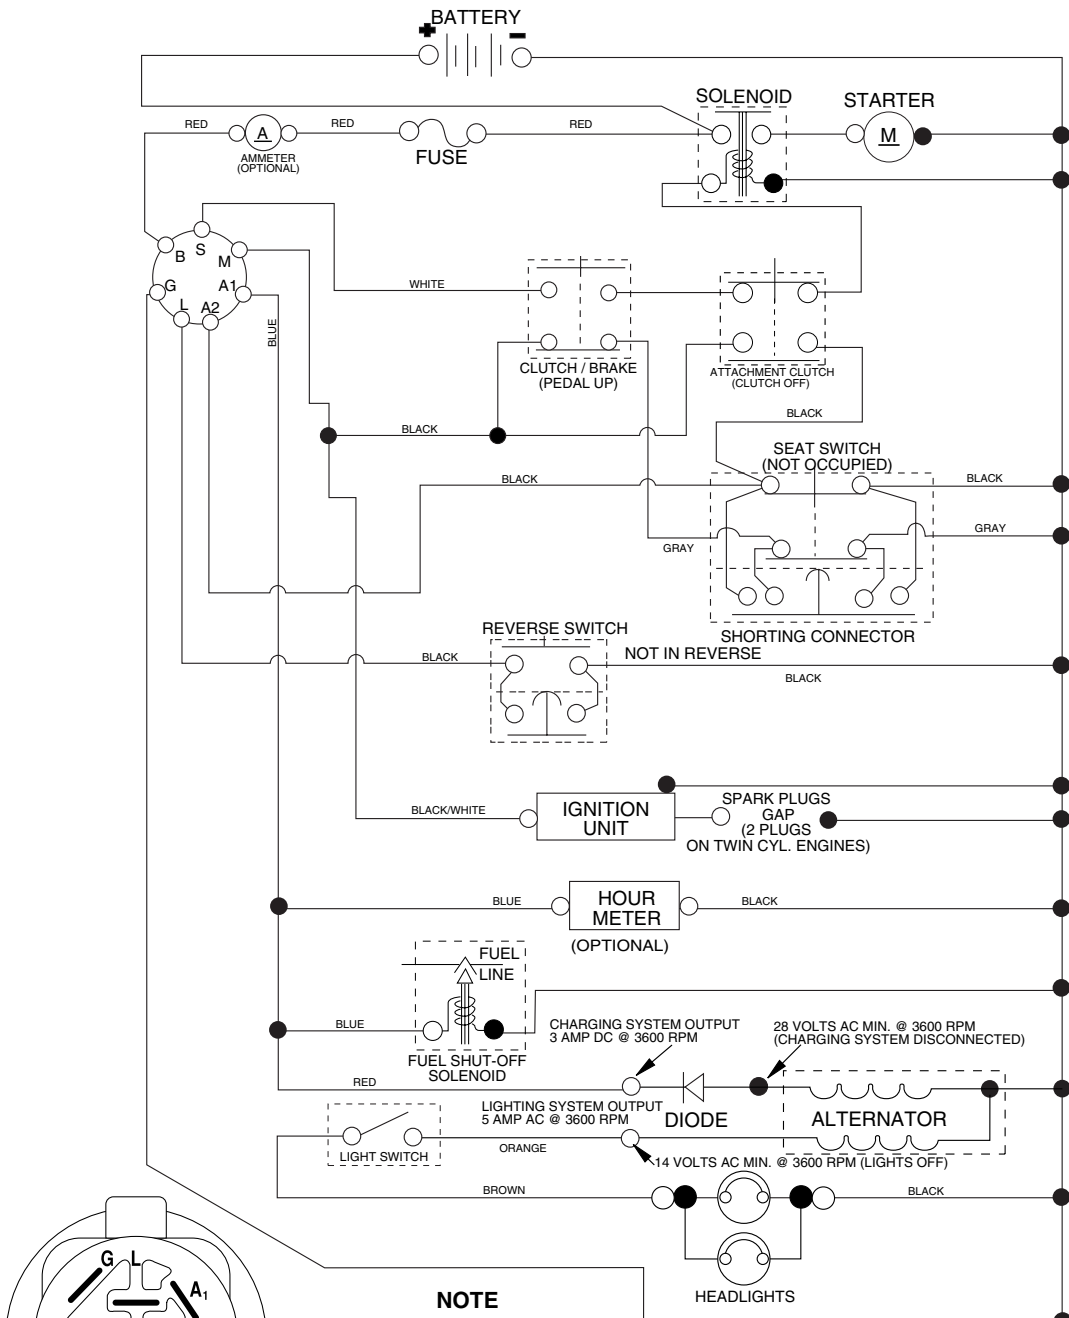 BATTERY
SOLENOID
STARTER
RED
A
RED
RED
M
AMMETER
(OPTIONAL)
FUSE
B
S
M
G
A1
L
A2
BLUE
WHITE
CLUTCH / BRAKE
(PEDAL UP)
ATTACHMENT CLUTCH
(CLUTCH OFF)
BLACK
BLACK
SEAT SWITCH
(NOT OCCUPIED)
BLACK
BLACK
GRAY
GRAY
REVERSE SWITCH
SHORTING CONNECTOR
BLACK
NOT IN REVERSE
BLACK
BLACK/WHITE
IGNITION
UNIT
SPARK PLUGS
GAP
(2 PLUGS
ON TWIN CYL. ENGINES)
BLUE
HOUR
METER
BLACK
(OPTIONAL)
FUEL
LINE
BLUE
FUEL SHUT-OFF
SOLENOID
CHARGING SYSTEM OUTPUT
3 AMP DC @ 3600 RPM
28 VOLTS AC MIN. @ 3600 RPM
(CHARGING SYSTEM DISCONNECTED)
RED
DIODE
ALTERNATOR
LIGHTING SYSTEM OUTPUT
5 AMP AC @ 3600 RPM
LIGHT SWITCH
ORANGE
14 VOLTS AC MIN. @ 3600 RPM (LIGHTS OFF)
BROWN
BLACK
HEADLIGHTS
G
L
A1
NOTE